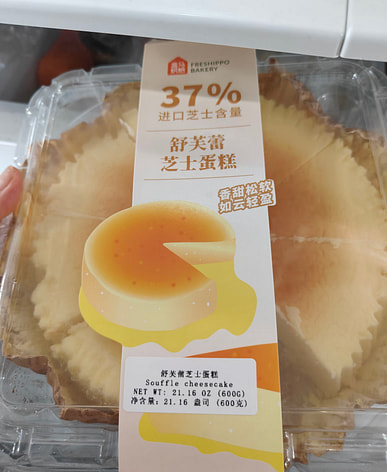 盒马烘焙
FRESHIPPO
BAKERY
37%
进口芝士含量
舒芙蕾
芝士蛋糕
香甜松软
如云轻盈
舒芙蕾芝士蛋糕
Souffle cheesecake
NET WT: 21.16 OZ (600G)
净含量: 21.16 盎司 (600克)